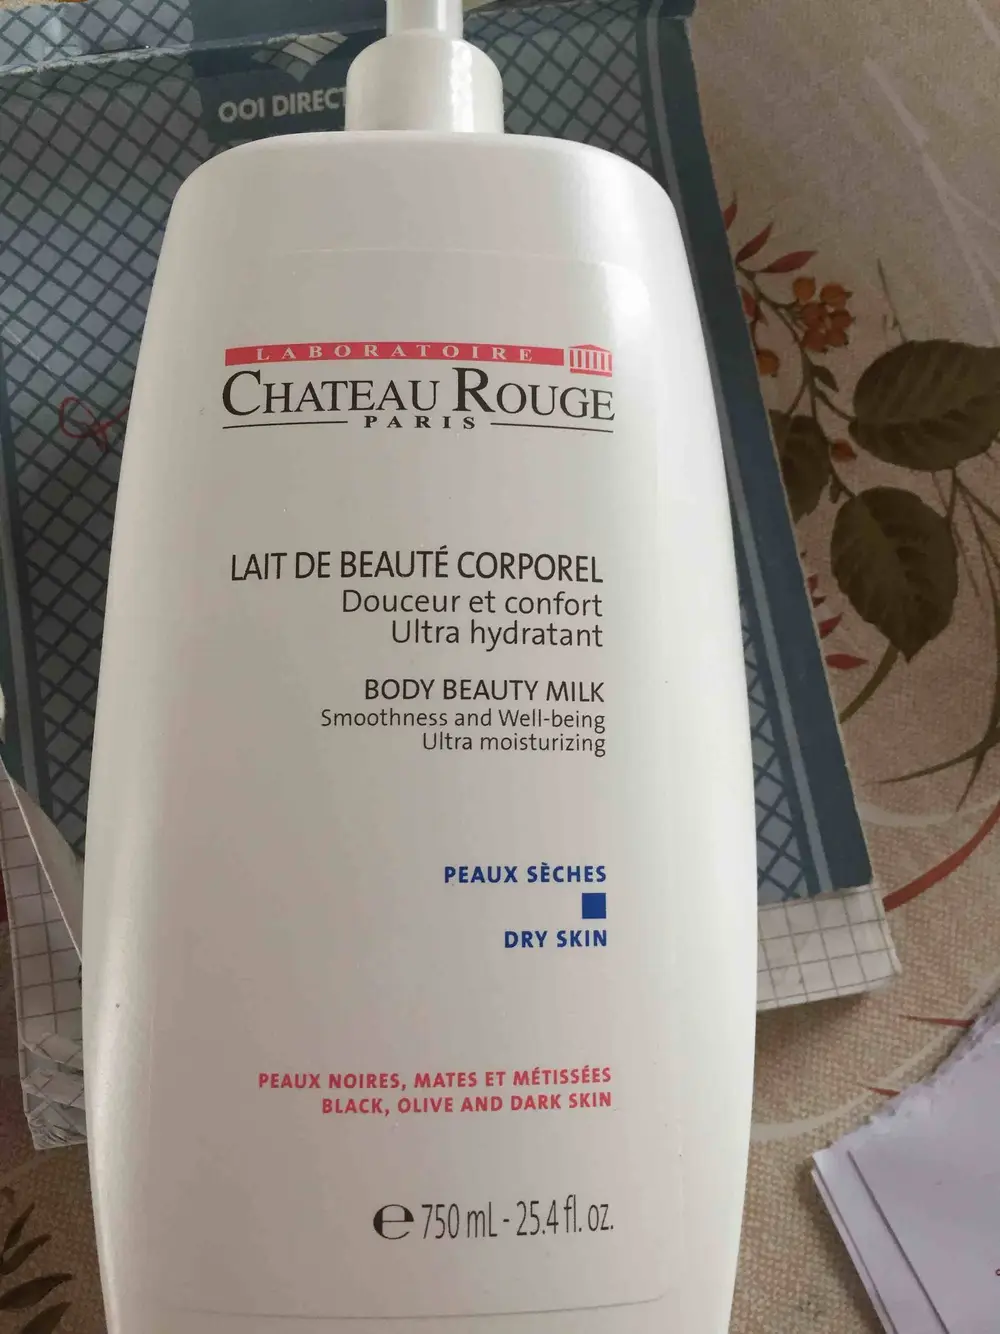 OOI DIRECT
LABORATOIRE
CHATEAU ROUGE
PARIS
LAIT DE BEAUTÉ CORPOREL
Douceur et confort
Ultra hydratant
BODY BEAUTY MILK
Smoothness and Well-being
Ultra moisturizing
PEAUX SÈCHES
DRY SKIN
PEAUX NOIRES, MATES ET MÉTISSÉES
BLACK, OLIVE AND DARK SKIN
℮ 750 mL - 25.4 fl. oz.